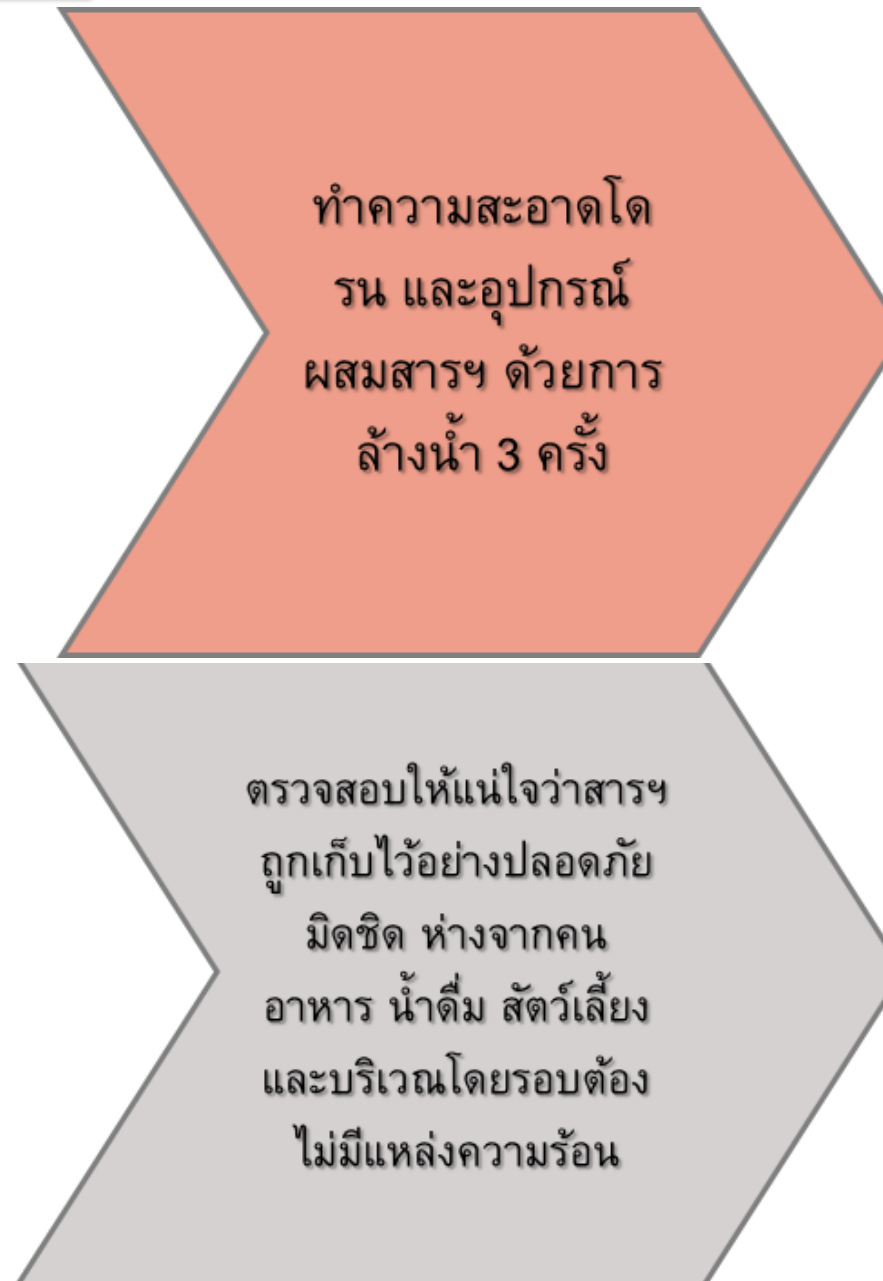 ทำความสะอาดโด
รน และอุปกรณ์
ผสมสารฯ ด้วยการ
ล้างน้ำ 3 ครั้ง
ตรวจสอบให้แน่ใจว่าสารฯ
ถูกเก็บไว้อย่างปลอดภัย
มิดชิด ห่างจากคน
อาหาร น้ำดื่ม สัตว์เลี้ยง
และบริเวณโดยรอบต้อง
ไม่มีแหล่งความร้อน